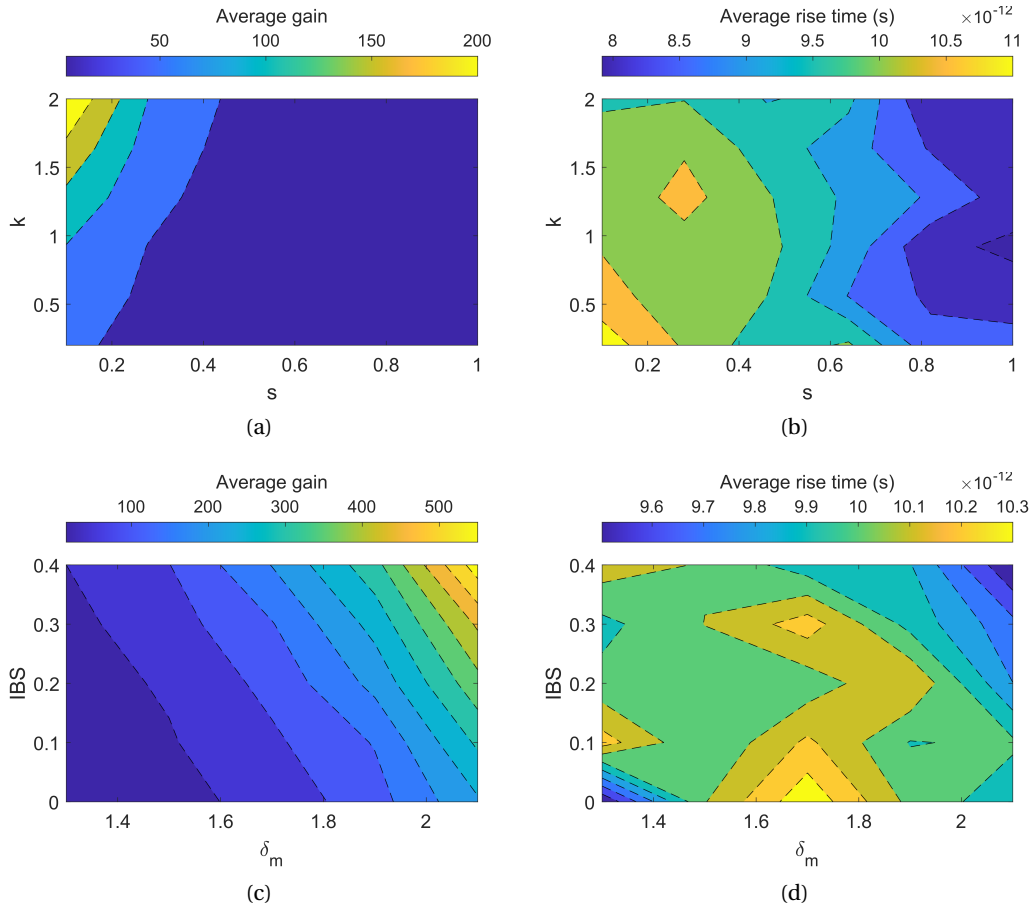 Average gain
50 100 150 200
2
1.5
1
0.5
k
0.2 0.4 0.6 0.8 1
s
(a)
Average rise time (s) ×10⁻¹²
8 8.5 9 9.5 10 10.5 11
2
1.5
1
0.5
k
0.2 0.4 0.6 0.8 1
s
(b)
Average gain
100 200 300 400 500
0.4
0.3
0.2
0.1
0
IBS
1.4 1.6 1.8 2
δm
(c)
Average rise time (s) ×10⁻¹²
9.6 9.7 9.8 9.9 10 10.1 10.2 10.3
0.4
0.3
0.2
0.1
0
IBS
1.4 1.6 1.8 2
δm
(d)